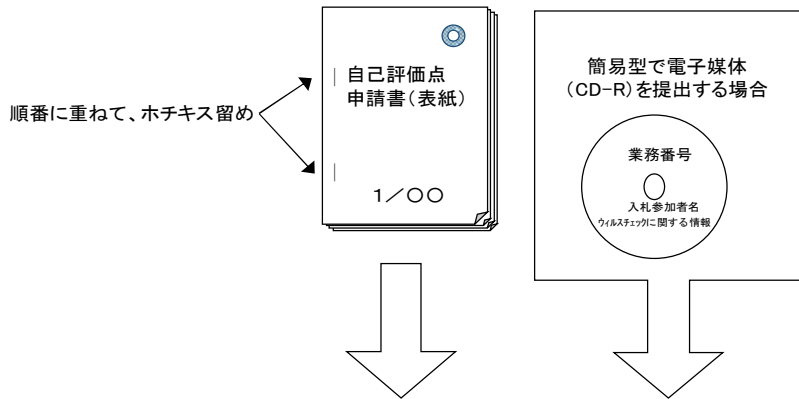 順番に重ねて、ホチキス留め
自己評価点
申請書（表紙）
１／〇〇
簡易型で電子媒体
（CD-R）を提出する場合
業務番号
入札参加者名
ウィルスチェックに関する情報